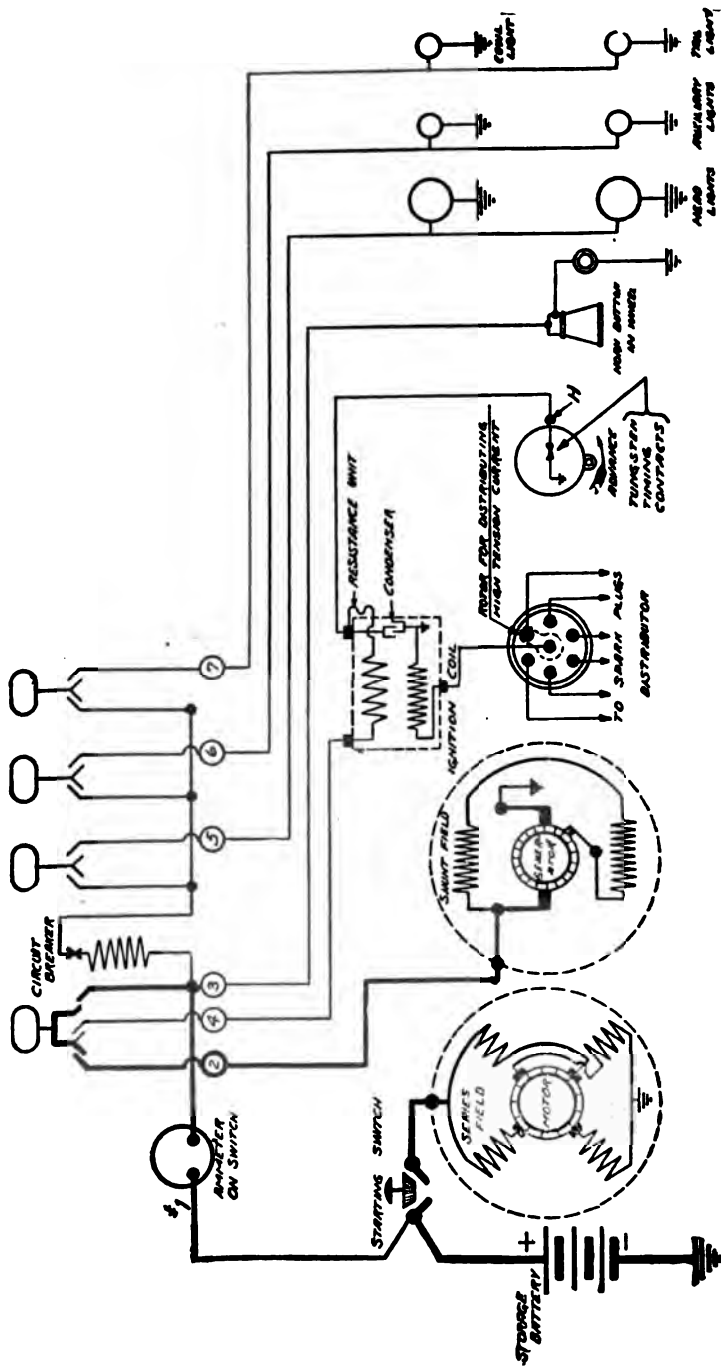 COWL
LIGHT
TAIL
LIGHT
AUXILIARY
LIGHTS
HEAD
LIGHTS
HORN BUTTON
IN WHEEL
H
ADVANCE
TUNGSTEN
TIMING
CONTACTS
ROTOR FOR DISTRIBUTING
HIGH TENSION CURRENT
TO SPARK PLUGS
DISTRIBUTOR
RESISTANCE UNIT
CONDENSER
IGNITION COIL
7
6
5
CIRCUIT
BREAKER
3
4
2
SHUNT FIELD
GENER
ATOR
AMMETER
ON SWITCH
STARTING SWITCH
SERIES
FIELD
MOTOR
+
-
STORAGE
BATTERY